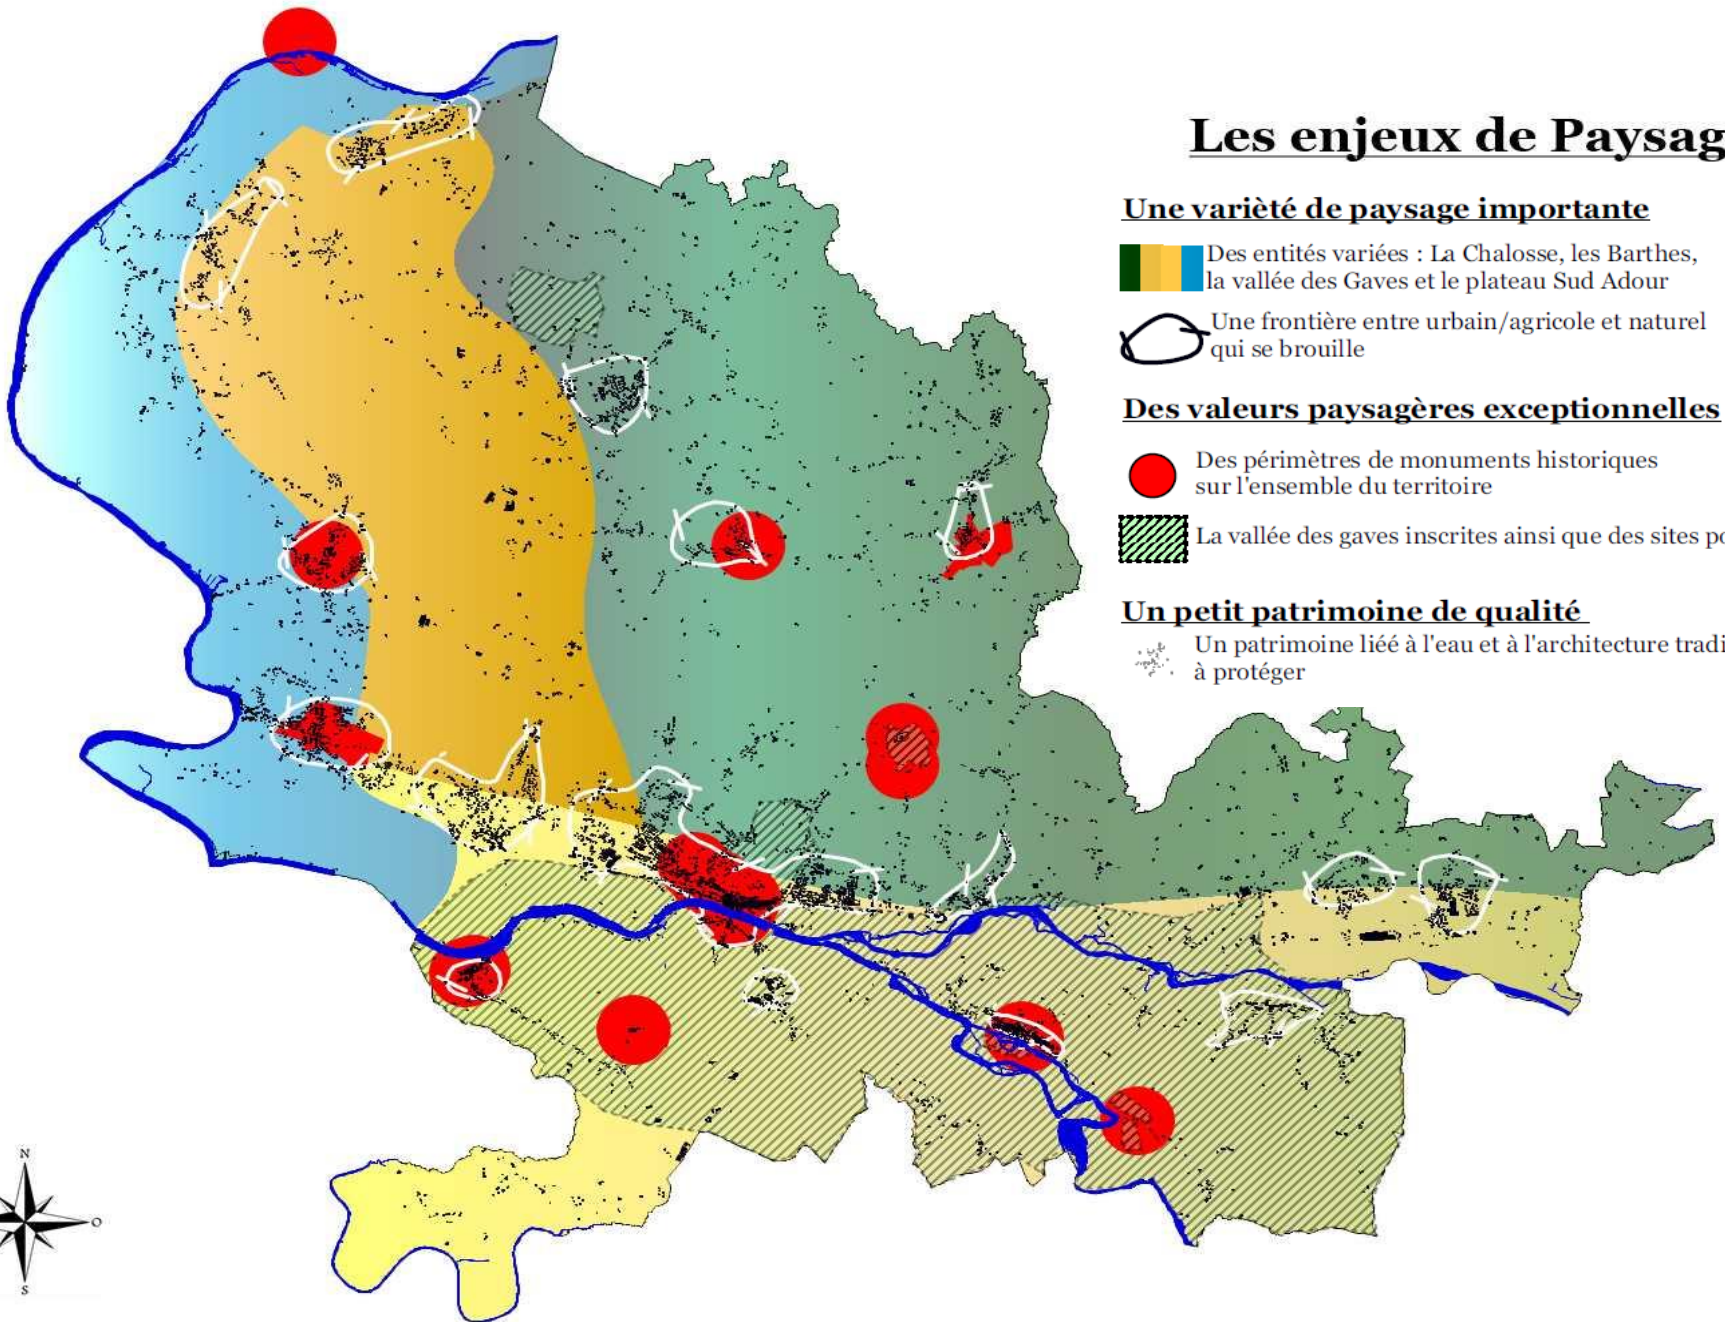 Les enjeux de Paysag
Une varièté de paysage importante
Des entités variées : La Chalosse, les Barthes,
la vallée des Gaves et le plateau Sud Adour
Une frontière entre urbain/agricole et naturel
qui se brouille
Des valeurs paysagères exceptionnelles
Des périmètres de monuments historiques
sur l'ensemble du territoire
La vallée des gaves inscrites ainsi que des sites po
Un petit patrimoine de qualité
Un patrimoine liéé à l'eau et à l'architecture tradi
à protéger
N
O
S